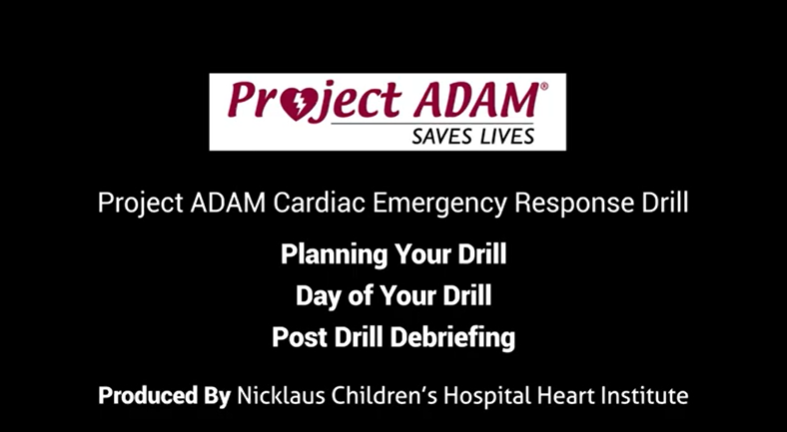 Project ADAM®
SAVES LIVES
Project ADAM Cardiac Emergency Response Drill
Planning Your Drill
Day of Your Drill
Post Drill Debriefing
Produced By Nicklaus Children's Hospital Heart Institute